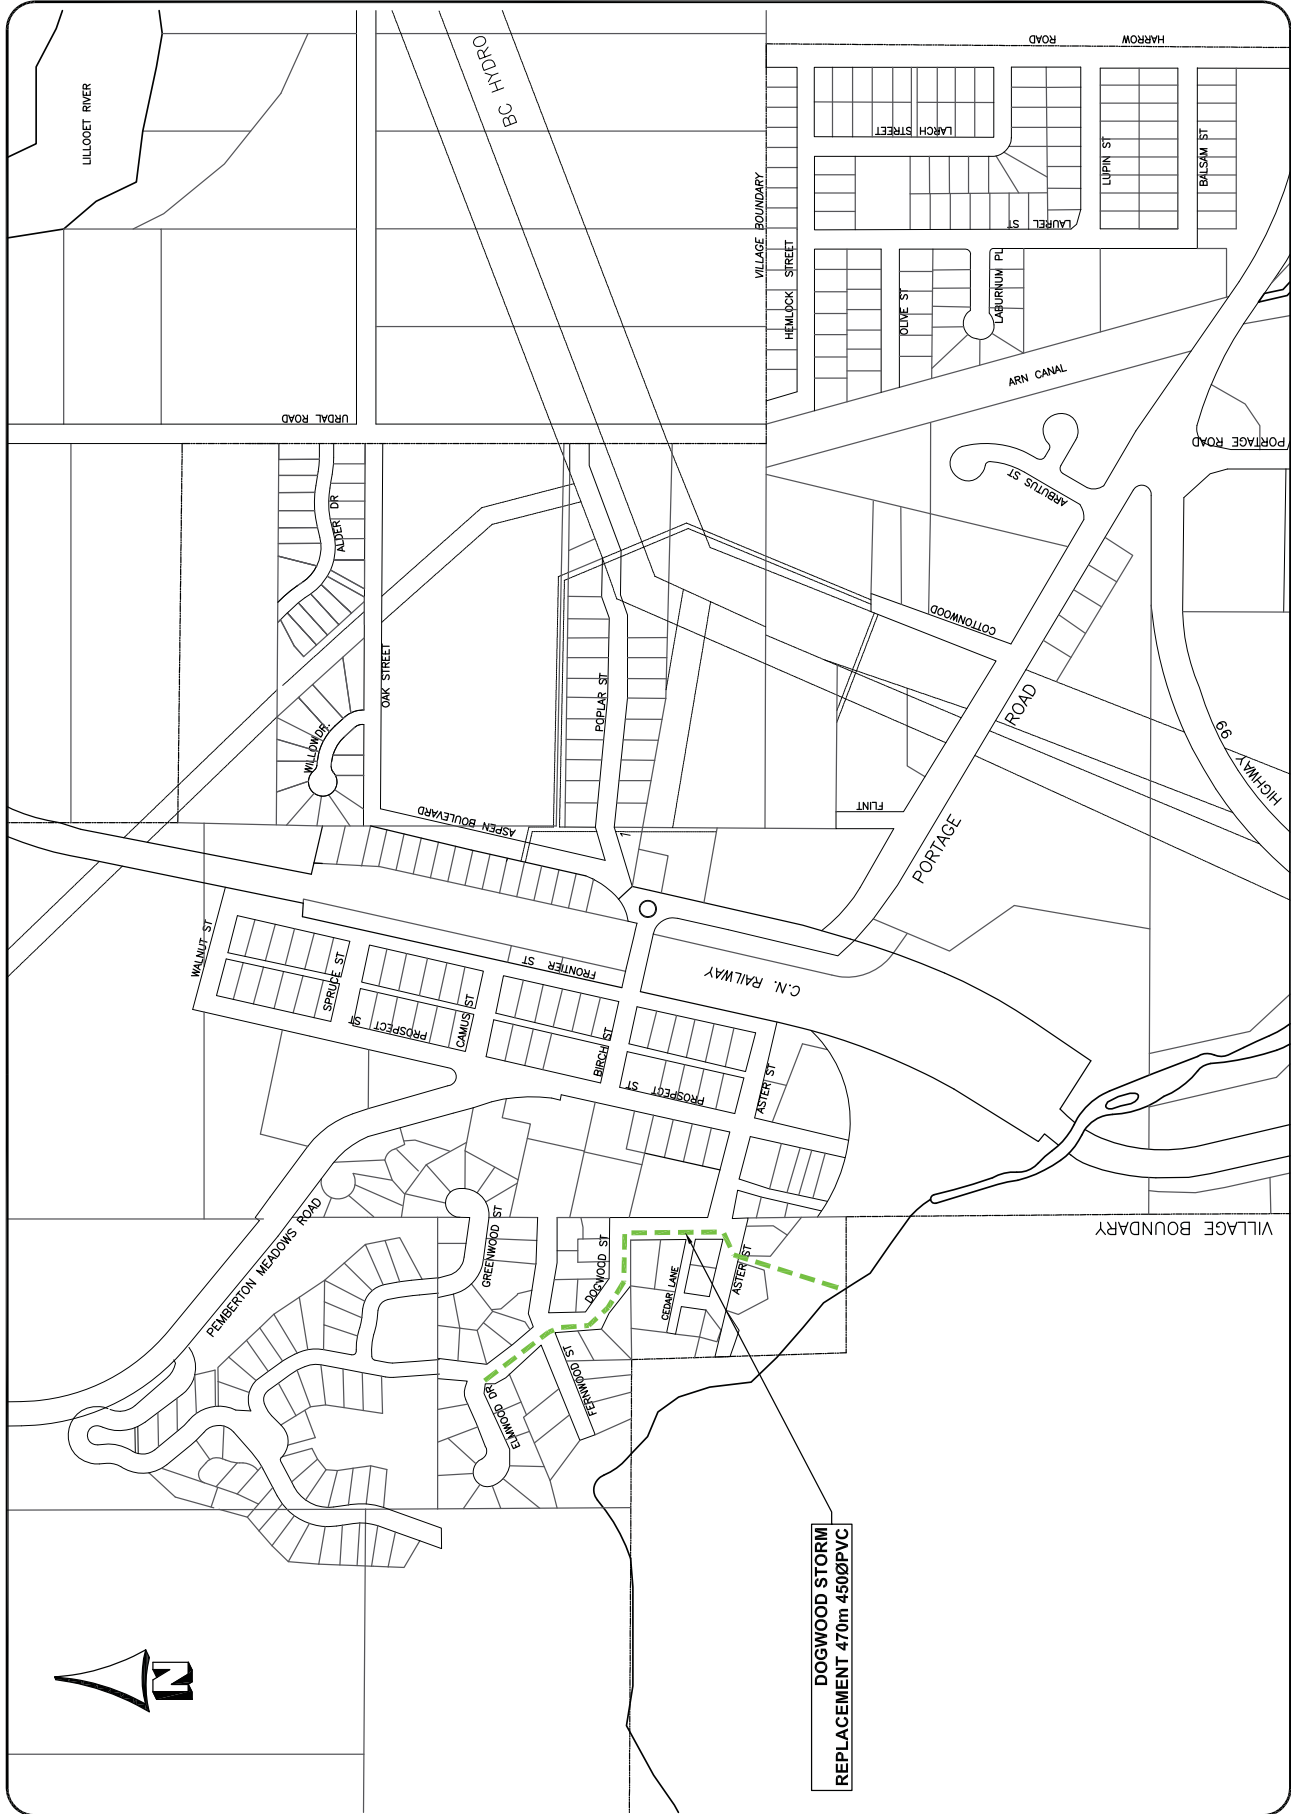 LILLOOET RIVER
BC HYDRO
HARROW ROAD
LARCH STREET
LUPIN ST
BALSAM ST
VILLAGE BOUNDARY
LAUREL ST
HEMLOCK STREET
OLIVE ST
LABURNUM PL
ARN CANAL
URDAL ROAD
PORTAGE ROAD
ALDER DR
ARBUTUS ST
COTTONWOOD
OAK STREET
POPLAR ST
WILLOW DR.
PORTAGE ROAD
HIGHWAY 99
FLINT
ASPEN BOULEVARD
WALNUT ST
FRONTIER ST
C.N. RAILWAY
SPRUCE ST
PROSPECT ST
CAMUS ST
BIRCH ST
PROSPECT ST
ASTER ST
PEMBERTON MEADOWS ROAD
GREENWOOD ST
DOGWOOD ST
CEDAR LANE
ASTER ST
VILLAGE BOUNDARY
FERNWOOD ST
ELMWOOD DR
DOGWOOD STORM
REPLACEMENT 470m 450ØPVC
N